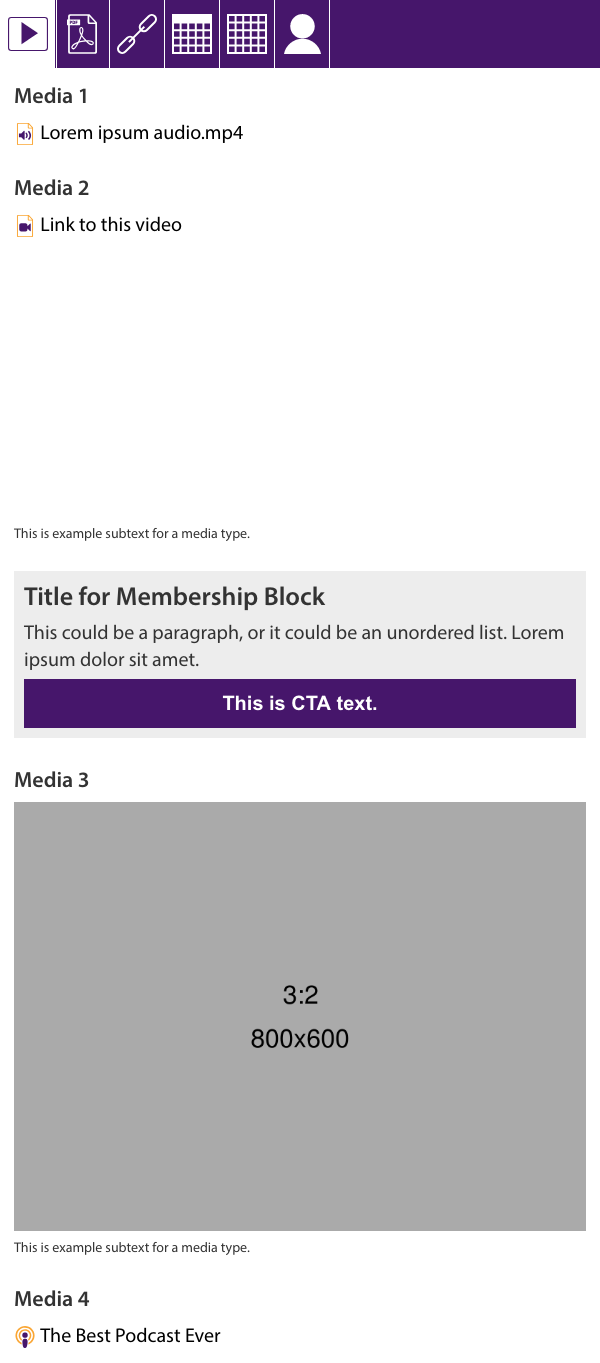 PDF
Media 1
Lorem ipsum audio.mp4
Media 2
Link to this video
This is example subtext for a media type.
Title for Membership Block
This could be a paragraph, or it could be an unordered list. Lorem
ipsum dolor sit amet.
This is CTA text.
Media 3
3:2
800x600
This is example subtext for a media type.
Media 4
The Best Podcast Ever